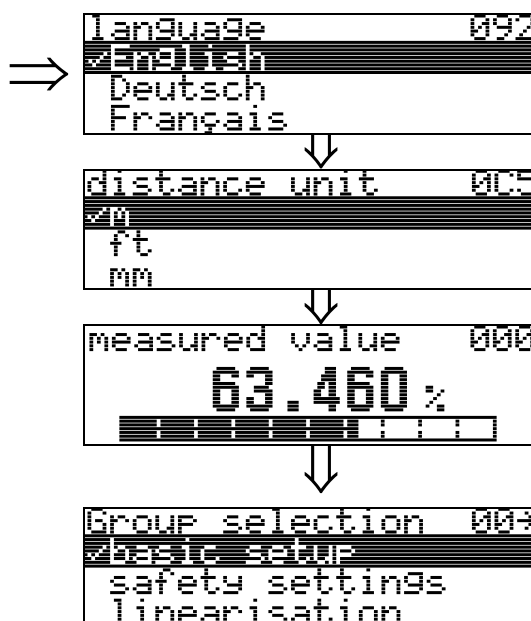 language 092
✓English
Deutsch
Français
distance unit 0C5
✓m
ft
mm
measured value 000
63.460 %
Group selection 00+
✓basic setup
safety settings
linearisation